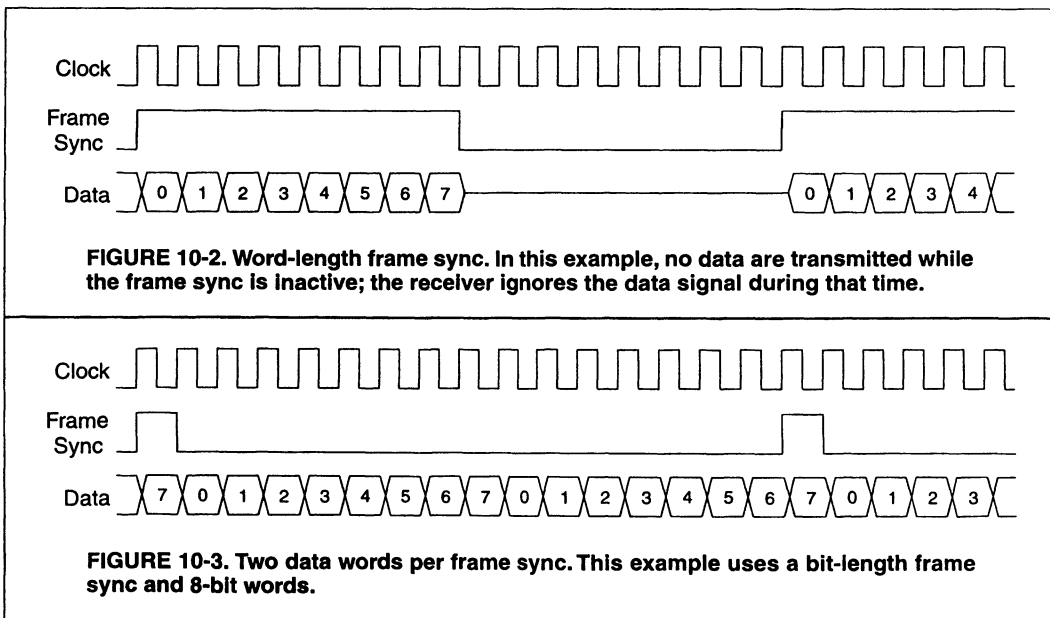 Clock
Frame
Sync
Data 0 1 2 3 4 5 6 7 0 1 2 3 4
FIGURE 10-2. Word-length frame sync. In this example, no data are transmitted while
the frame sync is inactive; the receiver ignores the data signal during that time.
Clock
Frame
Sync
Data 7 0 1 2 3 4 5 6 7 0 1 2 3 4 5 6 7 0 1 2 3
FIGURE 10-3. Two data words per frame sync. This example uses a bit-length frame
sync and 8-bit words.